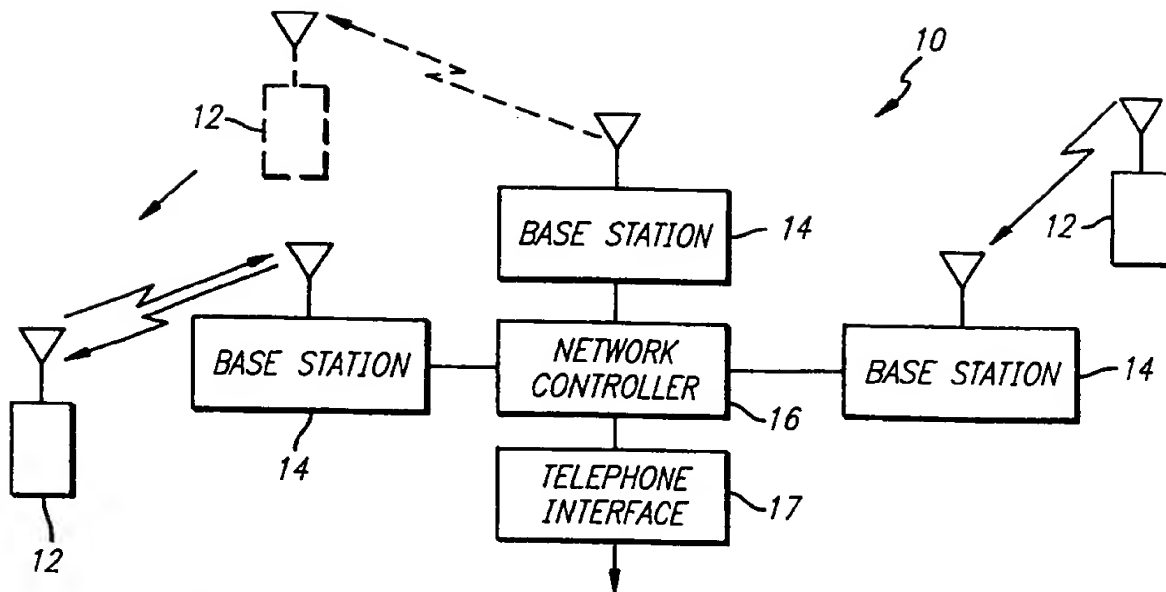 10
12
12
BASE STATION
14
BASE STATION
14
NETWORK
CONTROLLER
16
BASE STATION
14
TELEPHONE
INTERFACE
17
12